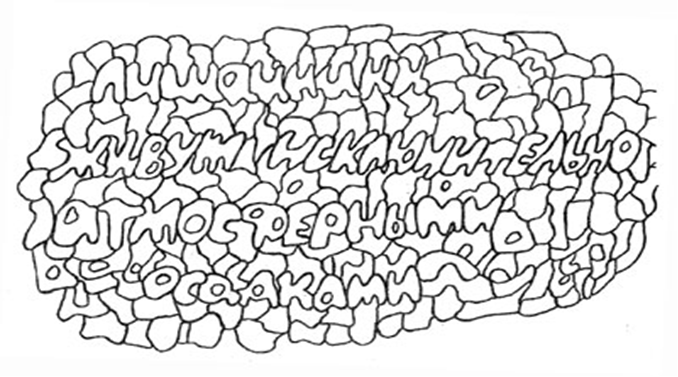 лишайники
живут исключительно
атмосферными
осадками